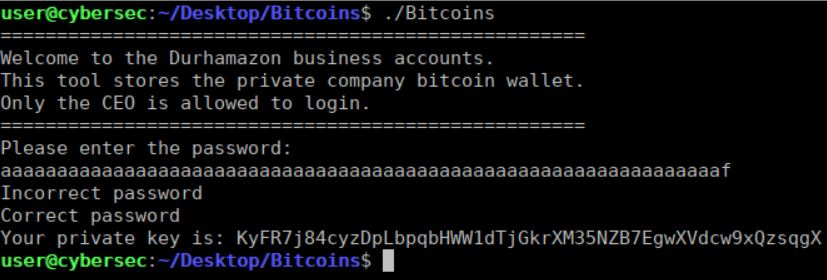 user@cybersec:~/Desktop/Bitcoins$ ./Bitcoins
====================================================
Welcome to the Durhamazon business accounts.
This tool stores the private company bitcoin wallet.
Only the CEO is allowed to login.
====================================================
Please enter the password:
aaaaaaaaaaaaaaaaaaaaaaaaaaaaaaaaaaaaaaaaaaaaaaaaaaaaaaaaaaaaaaaaf
Incorrect password
Correct password
Your private key is: KyFR7j84cyzDpLbpqbHWW1dTjGkrXM35NZB7EgwXVdcw9xQzsqgX
user@cybersec:~/Desktop/Bitcoins$